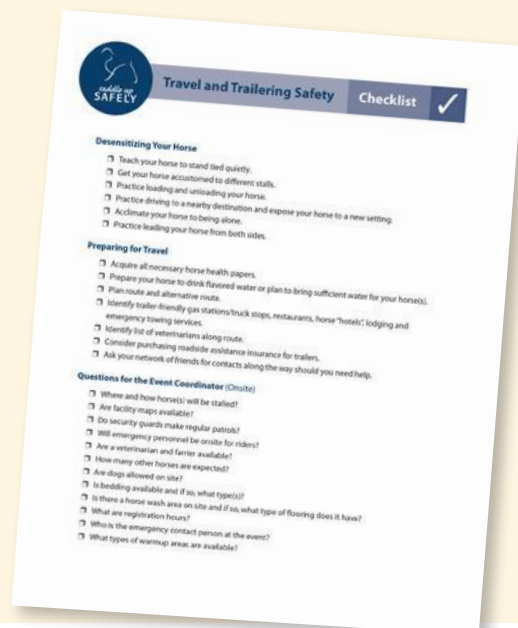 saddle up
SAFELY
Travel and Trailering Safety Checklist ✓
Desensitizing Your Horse
❒ Teach your horse to stand tied quietly.
❒ Get your horse accustomed to different stalls.
❒ Practice loading and unloading your horse.
❒ Practice driving to a nearby destination and expose your horse to a new setting.
❒ Acclimate your horse to being alone.
❒ Practice leading your horse from both sides.
Preparing for Travel
❒ Acquire all necessary horse health papers.
❒ Prepare your horse to drink flavored water or plan to bring sufficient water for your horse(s).
❒ Plan route and alternative route.
❒ Identify trailer-friendly gas stations/truck stops, restaurants, horse "hotels", lodging and
emergency towing services.
❒ Identify list of veterinarians along route.
❒ Consider purchasing roadside assistance insurance for trailers.
❒ Ask your network of friends for contacts along the way should you need help.
Questions for the Event Coordinator (Onsite)
❒ Where and how horse(s) will be stalled?
❒ Are facility maps available?
❒ Do security guards make regular patrols?
❒ Will emergency personnel be onsite for riders?
❒ Are a veterinarian and farrier available?
❒ How many other horses are expected?
❒ Are dogs allowed on site?
❒ Is bedding available and if so, what type(s)?
❒ Is there a horse wash area on site and if so, what type of flooring does it have?
❒ What are registration hours?
❒ Who is the emergency contact person at the event?
❒ What types of warmup areas are available?